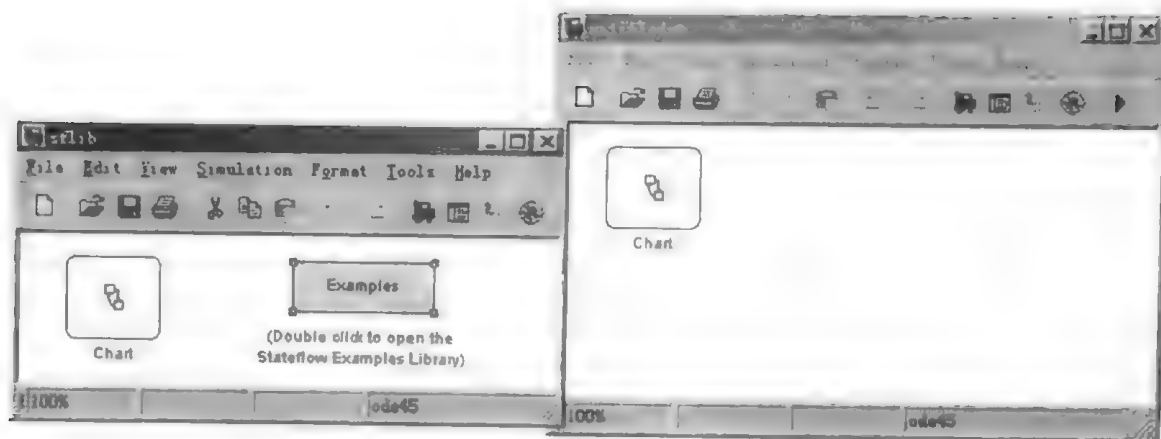 sflib
File Edit View Simulation Format Tools Help
Chart
Examples
(Double click to open the
Stateflow Examples Library)
100%
ode45
Chart
100%
ode45